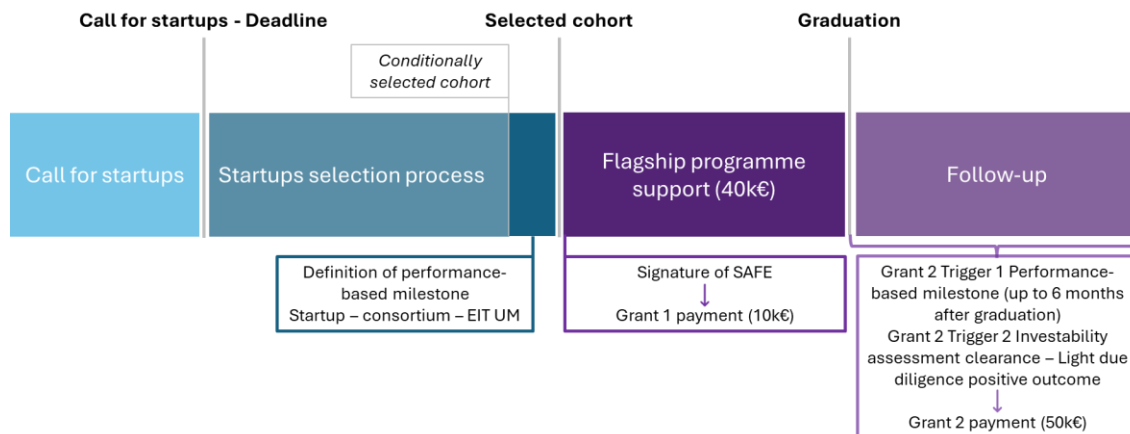 Call for startups - Deadline
Selected cohort
Graduation
Conditionally
selected cohort
Call for startups
Startups selection process
Flagship programme
support (40k€)
Follow-up
Definition of performance-
based milestone
Startup – consortium – EIT UM
Signature of SAFE
Grant 1 payment (10k€)
Grant 2 Trigger 1 Performance-
based milestone (up to 6 months
after graduation)
Grant 2 Trigger 2 Investability
assessment clearance – Light due
diligence positive outcome
Grant 2 payment (50k€)